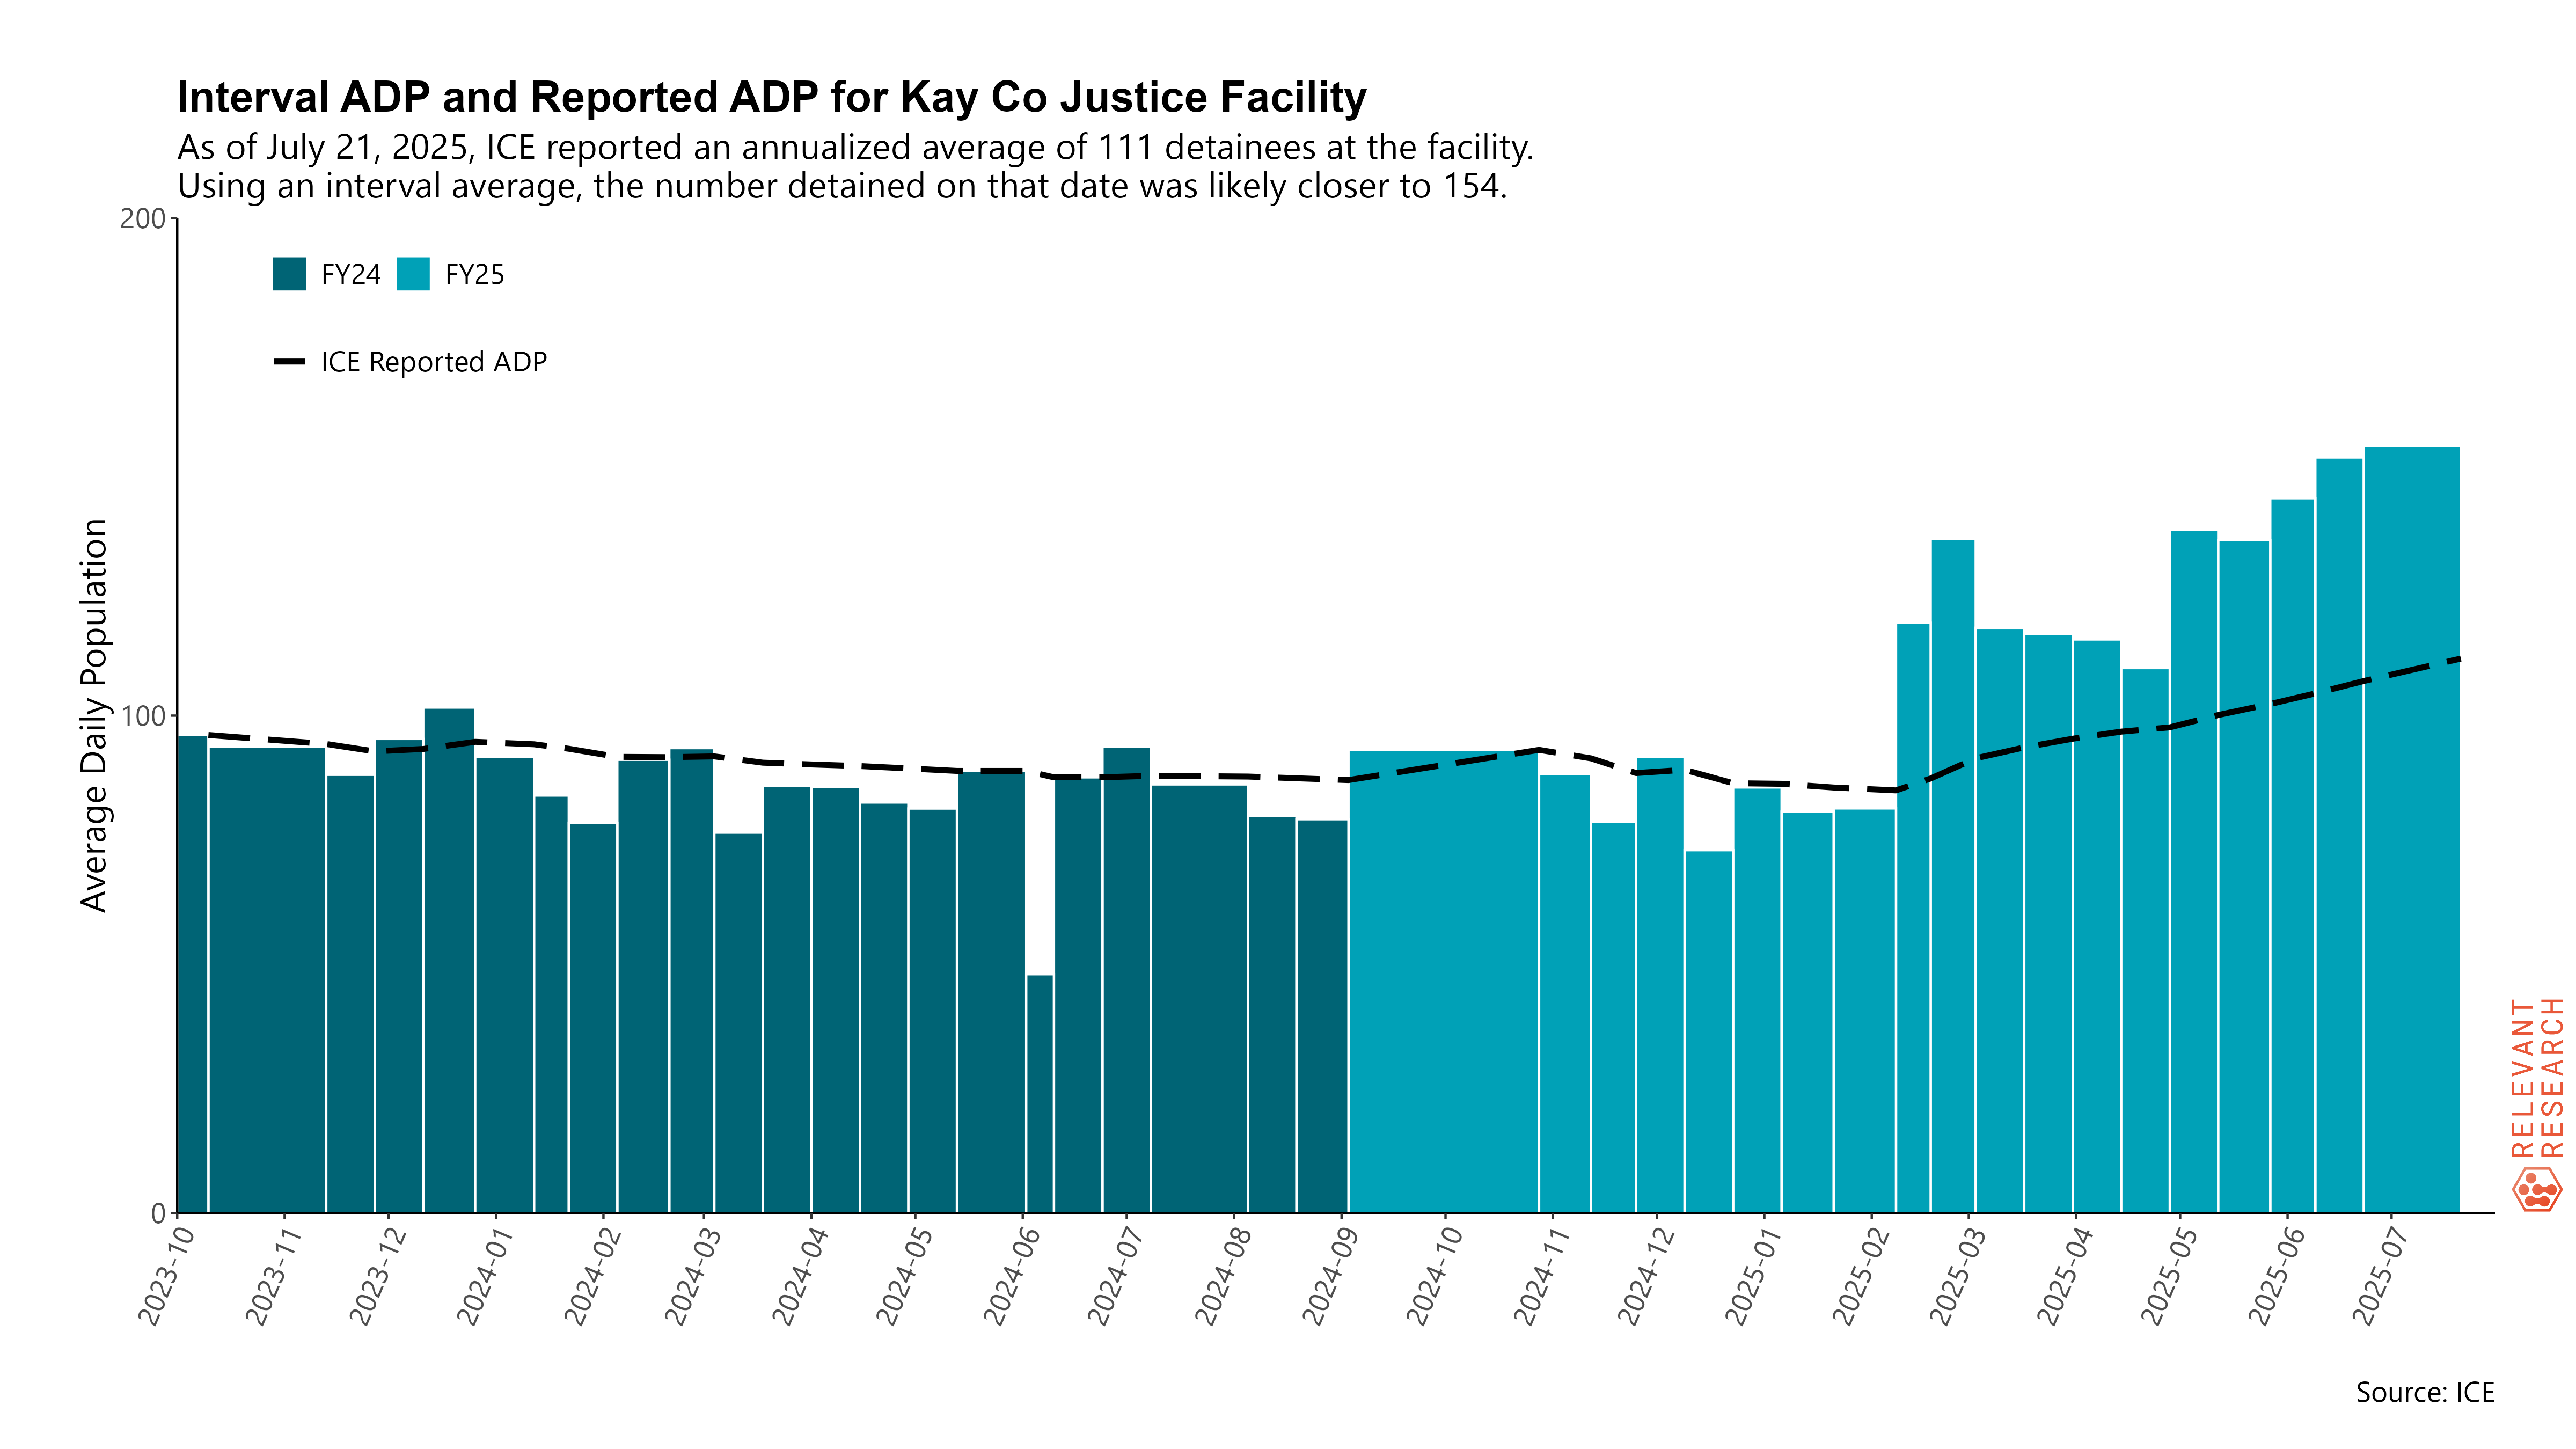 Interval ADP and Reported ADP for Kay Co Justice Facility
As of July 21, 2025, ICE reported an annualized average of 111 detainees at the facility.
Using an interval average, the number detained on that date was likely closer to 154.
200
FY24 FY25
ICE Reported ADP
Average Daily Population
100
0
2023-10 2023-11 2023-12 2024-01 2024-02 2024-03 2024-04 2024-05 2024-06 2024-07 2024-08 2024-09 2024-10 2024-11 2024-12 2025-01 2025-02 2025-03 2025-04 2025-05 2025-06 2025-07
RELEVANT
RESEARCH
Source: ICE